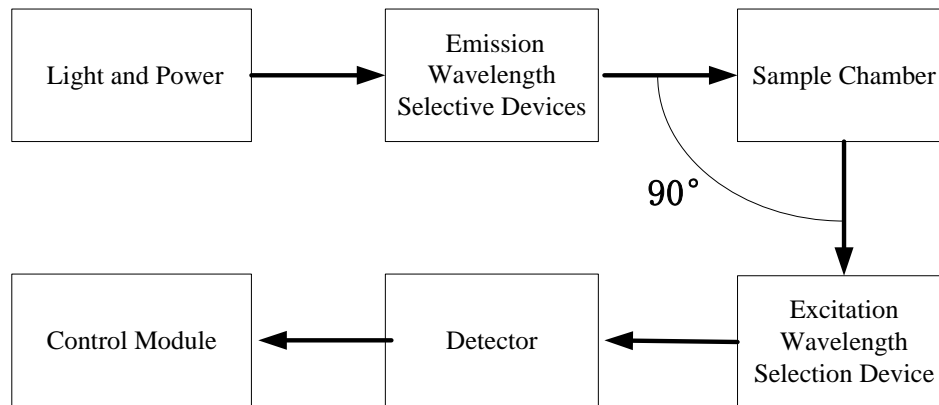 Light and Power
Emission
Wavelength
Selective Devices
Sample Chamber
90°
Control Module
Detector
Excitation
Wavelength
Selection Device